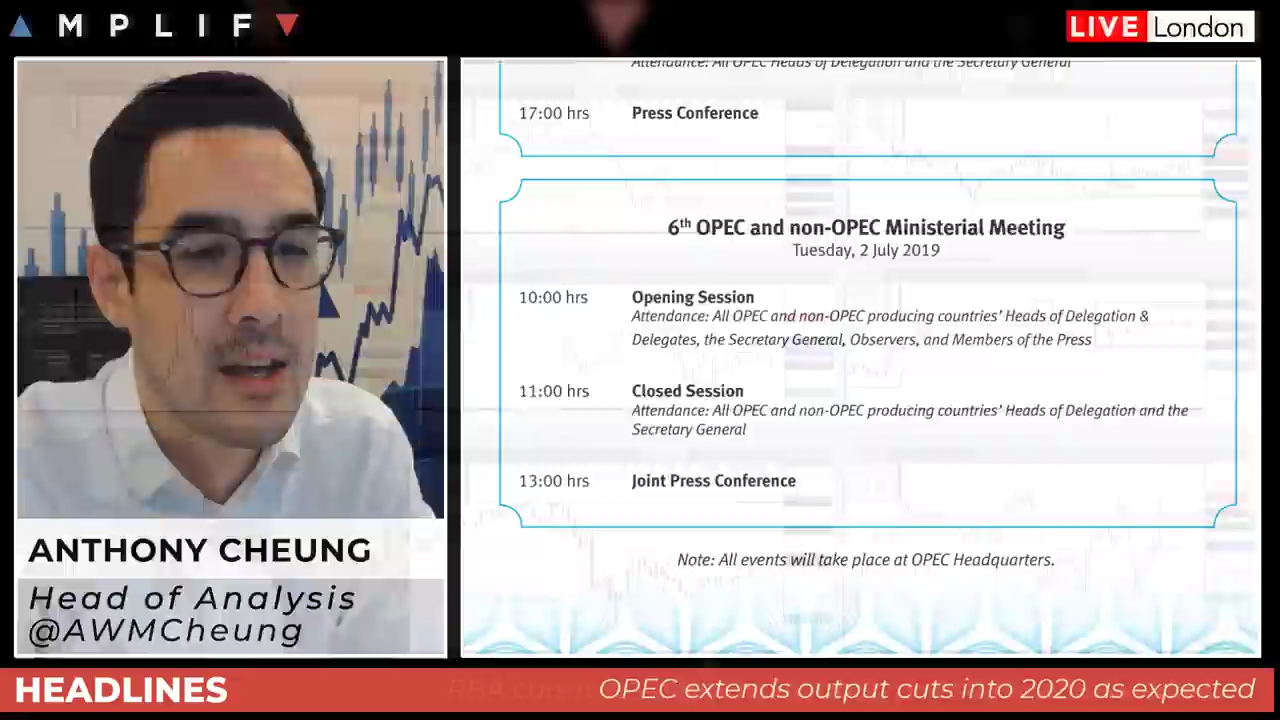 AMPLIFY
LIVE London
Attendance: All OPEC Heads of Delegation and the Secretary General
17:00 hrs Press Conference
6th OPEC and non-OPEC Ministerial Meeting
Tuesday, 2 July 2019
10:00 hrs Opening Session
Attendance: All OPEC and non-OPEC producing countries' Heads of Delegation &
Delegates, the Secretary General, Observers, and Members of the Press
11:00 hrs Closed Session
Attendance: All OPEC and non-OPEC producing countries' Heads of Delegation and the
Secretary General
13:00 hrs Joint Press Conference
Note: All events will take place at OPEC Headquarters.
ANTHONY CHEUNG
Head of Analysis
@AWMCheung
HEADLINES OPEC extends output cuts into 2020 as expected